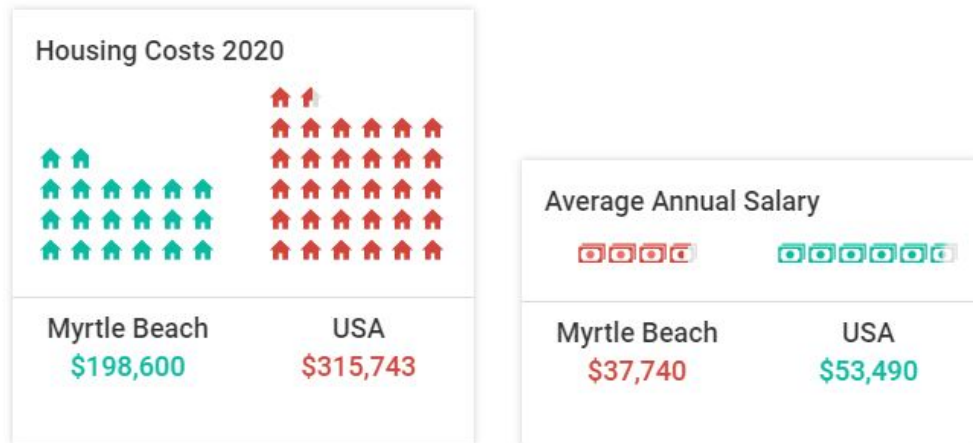 Housing Costs 2020
Myrtle Beach
USA
$198,600
$315,743
Average Annual Salary
Myrtle Beach
USA
$37,740
$53,490